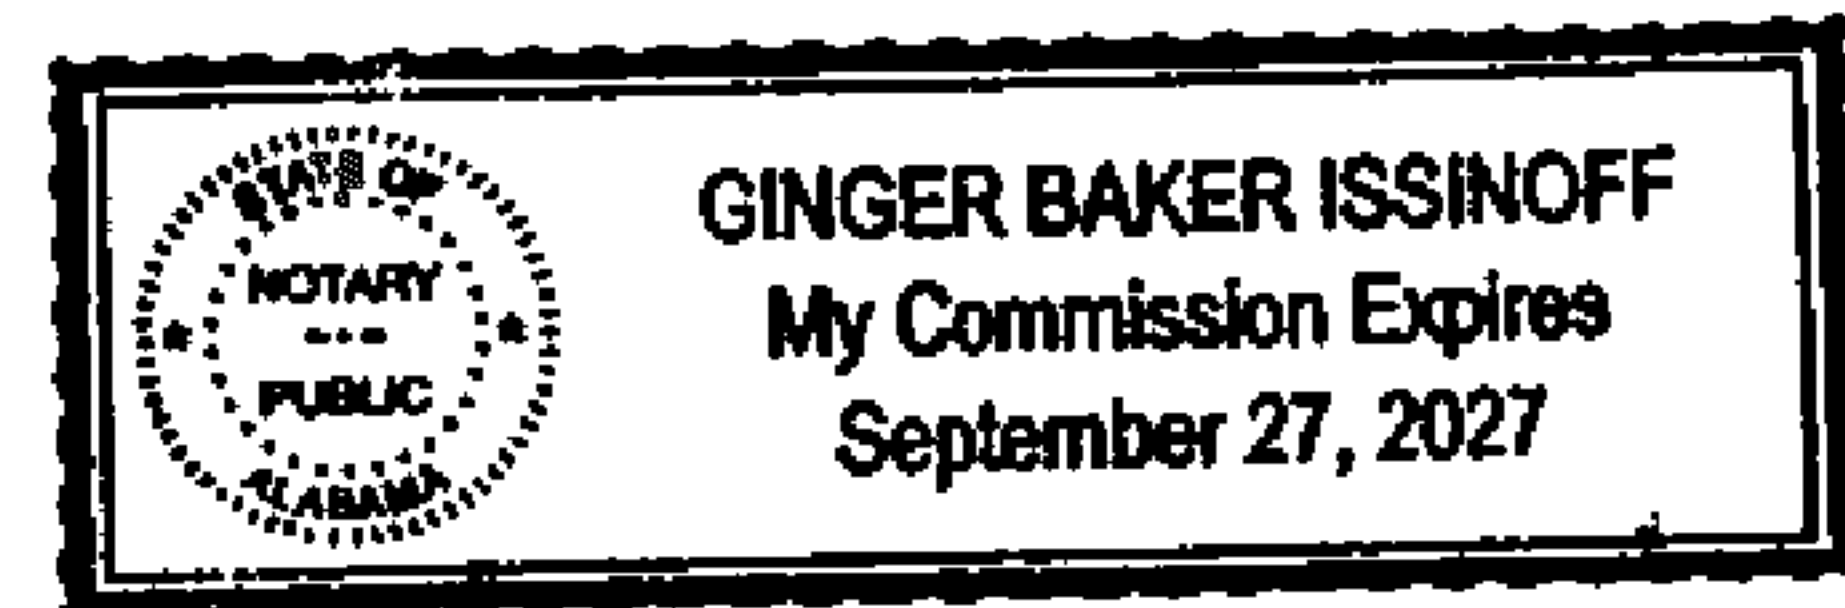 STATE OF
NOTARY
PUBLIC
ALABAMA
GINGER BAKER ISSINOFF
My Commission Expires
September 27, 2027